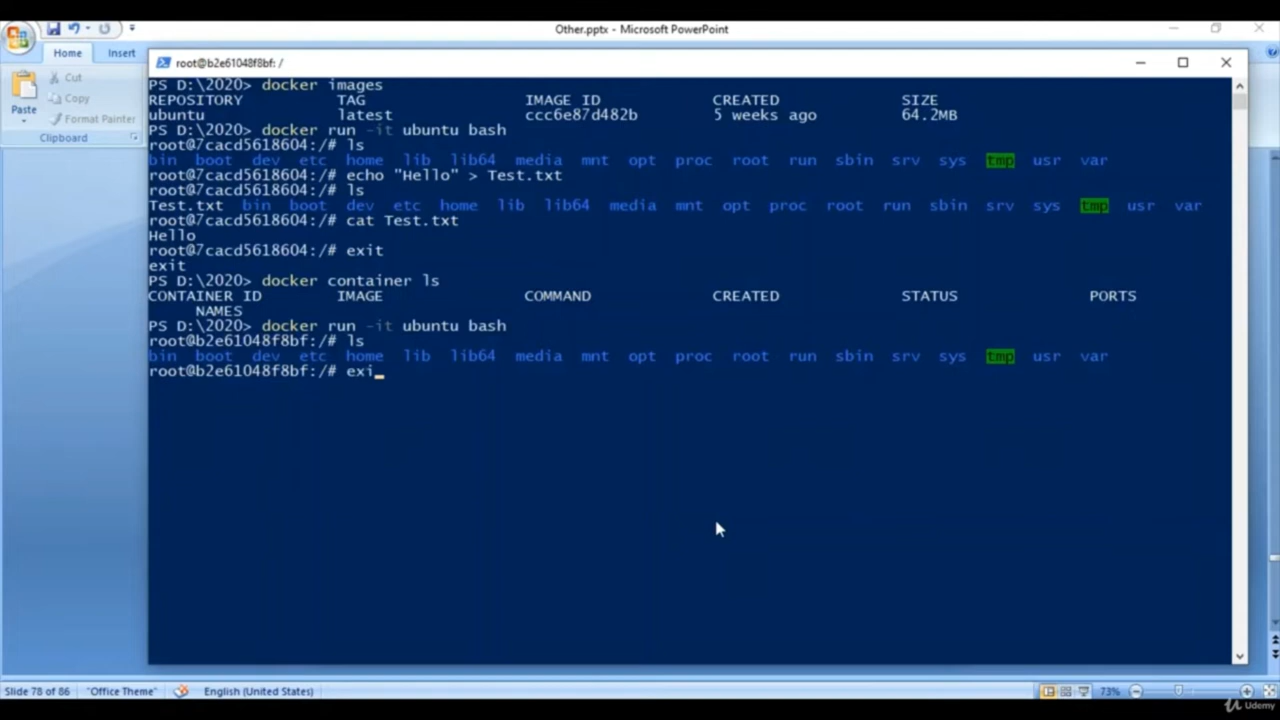 Other.pptx - Microsoft PowerPoint
Home Insert
Cut
Copy
Paste
Format Painter
Clipboard
root@b2e61048f8bf: /
PS D:\2020> docker images
REPOSITORY TAG IMAGE ID CREATED SIZE
ubuntu latest ccc6e87d482b 5 weeks ago 64.2MB
PS D:\2020> docker run -it ubuntu bash
root@7cacd5618604:/# ls
bin boot dev etc home lib lib64 media mnt opt proc root run sbin srv sys tmp usr var
root@7cacd5618604:/# echo "Hello" > Test.txt
root@7cacd5618604:/# ls
Test.txt bin boot dev etc home lib lib64 media mnt opt proc root run sbin srv sys tmp usr var
root@7cacd5618604:/# cat Test.txt
Hello
root@7cacd5618604:/# exit
exit
PS D:\2020> docker container ls
CONTAINER ID IMAGE COMMAND CREATED STATUS PORTS
NAMES
PS D:\2020> docker run -it ubuntu bash
root@b2e61048f8bf:/# ls
bin boot dev etc home lib lib64 media mnt opt proc root run sbin srv sys tmp usr var
root@b2e61048f8bf:/# exi_
Slide 78 of 86 "Office Theme" English (United States) 73%
Udemy